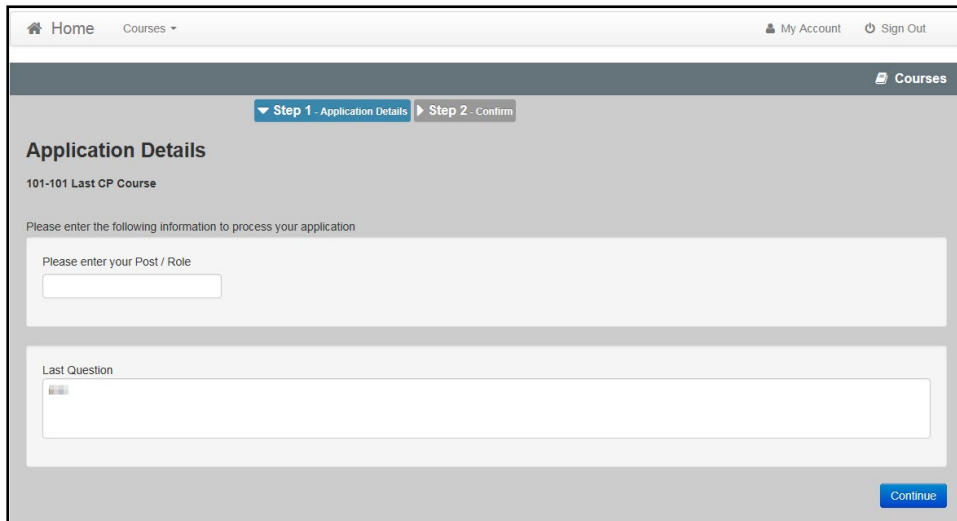 Home Courses My Account Sign Out
Courses
Step 1 - Application Details Step 2 - Confirm
Application Details
101-101 Last CP Course
Please enter the following information to process your application
Please enter your Post / Role
Last Question
Continue